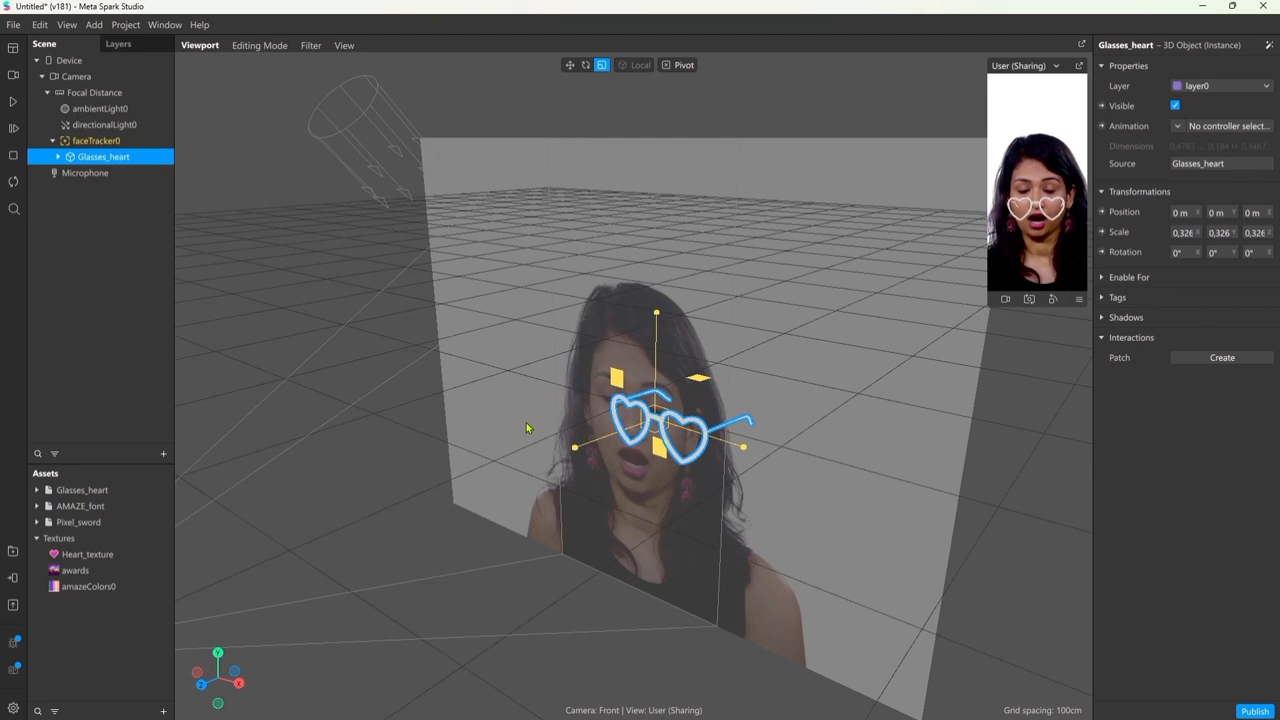 Untitled* (v181) - Meta Spark Studio
File Edit View Add Project Window Help
Scene Layers
Device
Camera
Focal Distance
ambientLight0
directionalLight0
faceTracker0
Glasses_heart
Microphone
Assets
Glasses_heart
AMAZE_font
Pixel_sword
Textures
Heart_texture
awards
amazeColors0
Viewport Editing Mode Filter View
Local Pivot
User (Sharing)
Y
Z X
Camera: Front | View: User (Sharing)
Grid spacing: 100cm
Glasses_heart – 3D Object (Instance)
Properties
Layer layer0
Visible
Animation No controller select...
Dimensions
Source Glasses_heart
Transformations
Position 0 m X 0 m Y 0 m Z
Scale 0,326 X 0,326 Y 0,326 Z
Rotation 0° X 0° Y 0° Z
Enable For
Tags
Shadows
Interactions
Patch Create
Publish